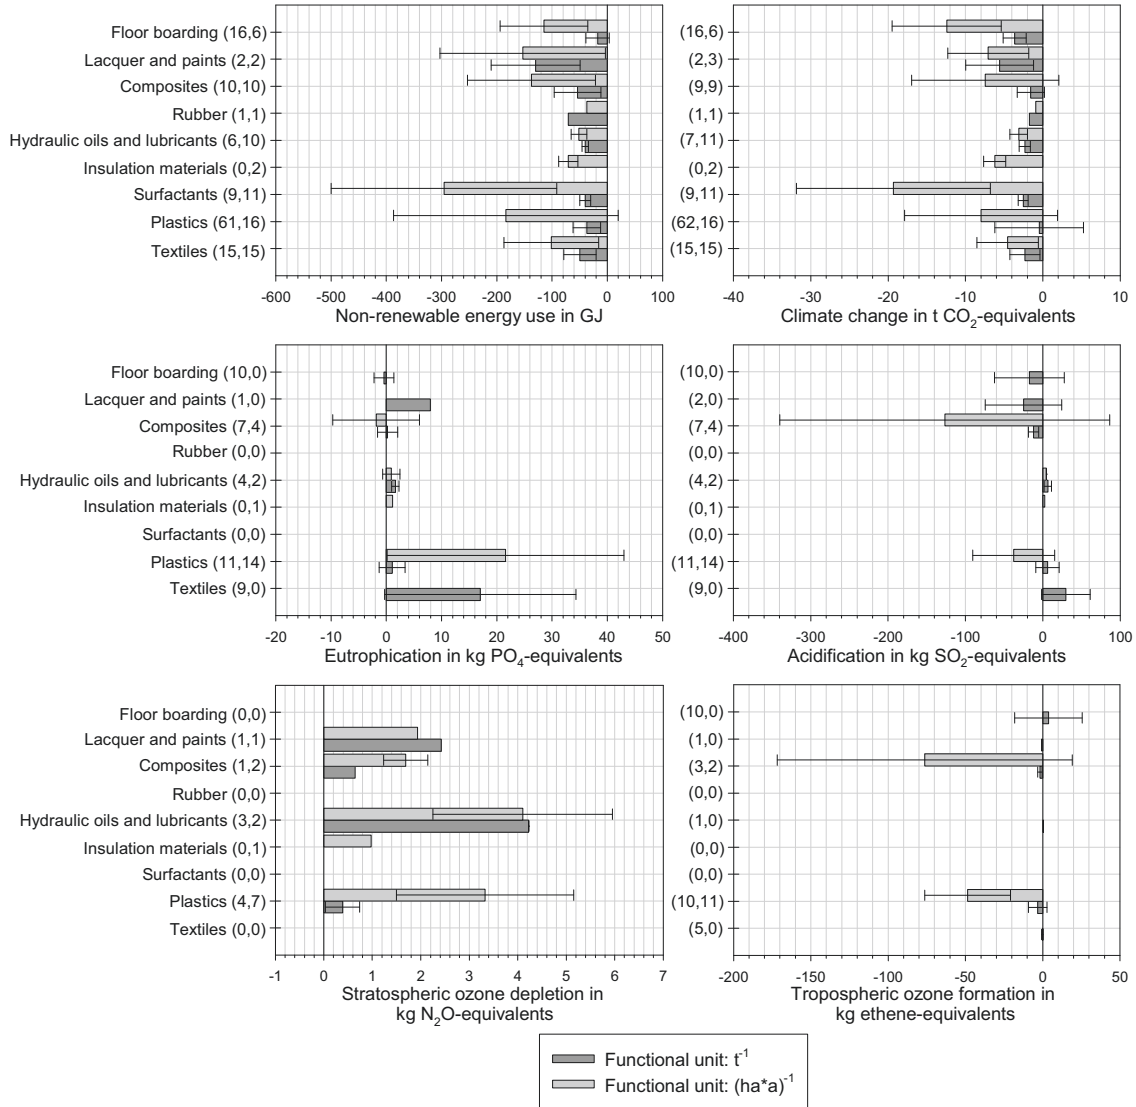 Floor boarding (16,6)
Lacquer and paints (2,2)
Composites (10,10)
Rubber (1,1)
Hydraulic oils and lubricants (6,10)
Insulation materials (0,2)
Surfactants (9,11)
Plastics (61,16)
Textiles (15,15)
-600 -500 -400 -300 -200 -100 0 100
Non-renewable energy use in GJ
(16,6)
(2,3)
(9,9)
(1,1)
(7,11)
(0,2)
(9,11)
(62,16)
(15,15)
-40 -30 -20 -10 0 10
Climate change in t CO₂-equivalents
Floor boarding (10,0)
Lacquer and paints (1,0)
Composites (7,4)
Rubber (0,0)
Hydraulic oils and lubricants (4,2)
Insulation materials (0,1)
Surfactants (0,0)
Plastics (11,14)
Textiles (9,0)
-20 -10 0 10 20 30 40 50
Eutrophication in kg PO₄-equivalents
(10,0)
(2,0)
(7,4)
(0,0)
(4,2)
(0,1)
(0,0)
(11,14)
(9,0)
-400 -300 -200 -100 0 100
Acidification in kg SO₂-equivalents
Floor boarding (0,0)
Lacquer and paints (1,1)
Composites (1,2)
Rubber (0,0)
Hydraulic oils and lubricants (3,2)
Insulation materials (0,1)
Surfactants (0,0)
Plastics (4,7)
Textiles (0,0)
-1 0 1 2 3 4 5 6 7
Stratospheric ozone depletion in
kg N₂O-equivalents
(10,0)
(1,0)
(3,2)
(0,0)
(1,0)
(0,0)
(0,0)
(10,11)
(5,0)
-200 -150 -100 -50 0 50
Tropospheric ozone formation in
kg ethene-equivalents
Functional unit: t⁻¹
Functional unit: (ha*a)⁻¹